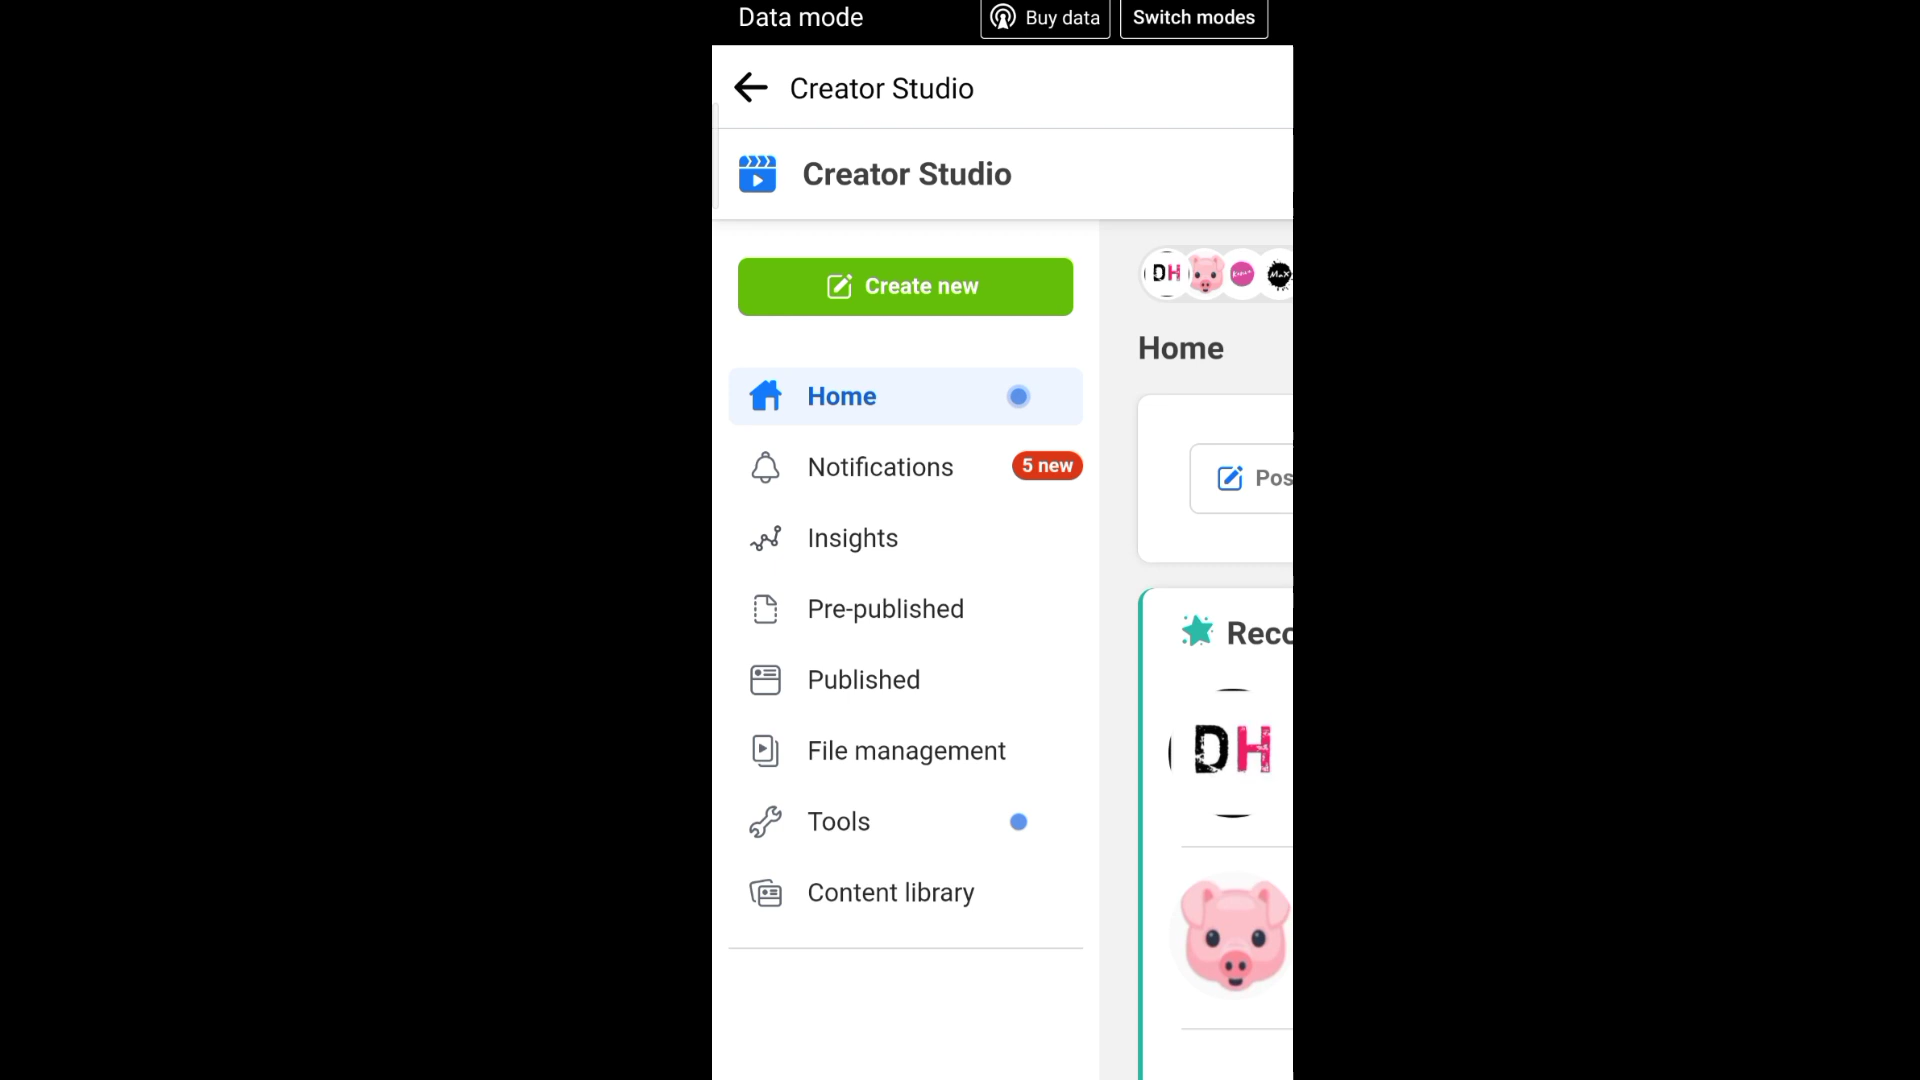 Data mode
Buy data
Switch modes
Creator Studio
Creator Studio
Create new
DH
Max
Home
Home
Notifications
5 new
Pos
Insights
Pre-published
Reco
Published
DH
File management
Tools
Content library